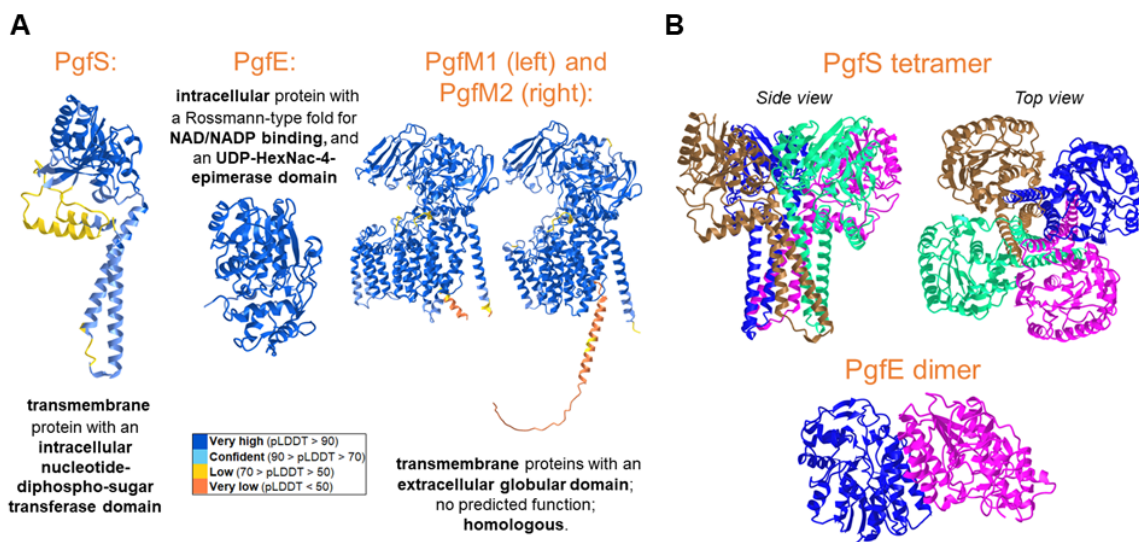 A
PgfS:
transmembrane
protein with an
intracellular
nucleotide-
diphospho-sugar
transferase domain
PgfE:
intracellular protein with
a Rossmann-type fold for
NAD/NADP binding, and
an UDP-HexNac-4-
epimerase domain
Very high (pLDDT > 90)
Confident (90 > pLDDT > 70)
Low (70 > pLDDT > 50)
Very low (pLDDT < 50)
PgfM1 (left) and
PgfM2 (right):
transmembrane proteins with an
extracellular globular domain;
no predicted function;
homologous.
B
PgfS tetramer
Side view
Top view
PgfE dimer